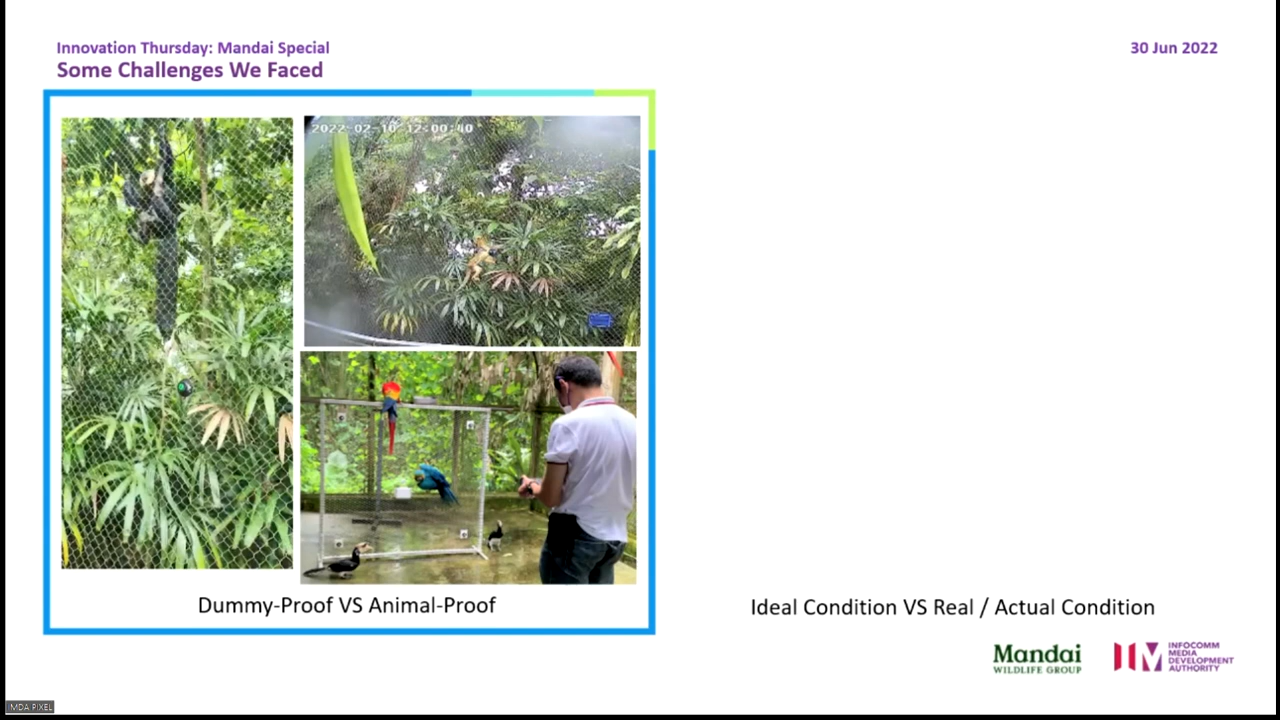 Innovation Thursday: Mandai Special
30 Jun 2022
Some Challenges We Faced
2022-02-10 12:00:40
Dummy-Proof VS Animal-Proof
Ideal Condition VS Real / Actual Condition
Mandai
WILDLIFE GROUP
INFOCOMM
MEDIA
DEVELOPMENT
AUTHORITY
IMDA PIXEL